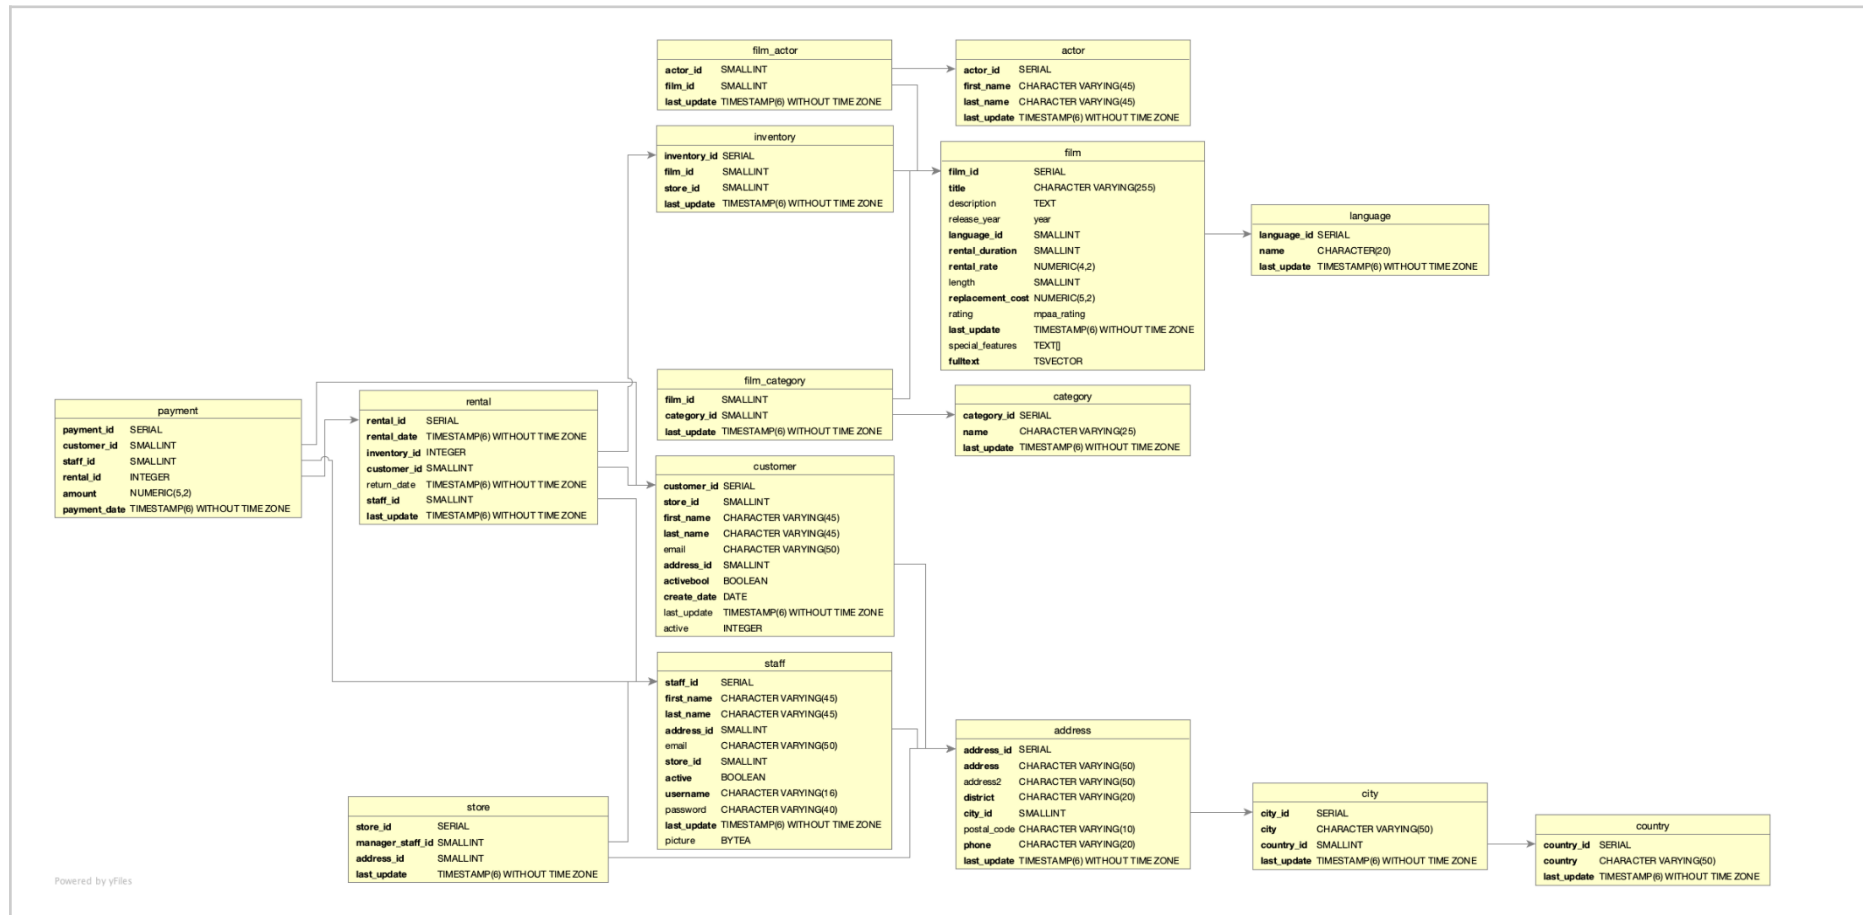 film_actor
actor_id SMALLINT
film_id SMALLINT
last_update TIMESTAMP(6) WITHOUT TIME ZONE
actor
actor_id SERIAL
first_name CHARACTER VARYING(45)
last_name CHARACTER VARYING(45)
last_update TIMESTAMP(6) WITHOUT TIME ZONE
inventory
inventory_id SERIAL
film_id SMALLINT
store_id SMALLINT
last_update TIMESTAMP(6) WITHOUT TIME ZONE
film
film_id SERIAL
title CHARACTER VARYING(255)
description TEXT
release_year year
language_id SMALLINT
rental_duration SMALLINT
rental_rate NUMERIC(4,2)
length SMALLINT
replacement_cost NUMERIC(5,2)
rating mpaa_rating
last_update TIMESTAMP(6) WITHOUT TIME ZONE
special_features TEXT[]
fulltext TSVECTOR
language
language_id SERIAL
name CHARACTER(20)
last_update TIMESTAMP(6) WITHOUT TIME ZONE
payment
payment_id SERIAL
customer_id SMALLINT
staff_id SMALLINT
rental_id INTEGER
amount NUMERIC(5,2)
payment_date TIMESTAMP(6) WITHOUT TIME ZONE
rental
rental_id SERIAL
rental_date TIMESTAMP(6) WITHOUT TIME ZONE
inventory_id INTEGER
customer_id SMALLINT
return_date TIMESTAMP(6) WITHOUT TIME ZONE
staff_id SMALLINT
last_update TIMESTAMP(6) WITHOUT TIME ZONE
film_category
film_id SMALLINT
category_id SMALLINT
last_update TIMESTAMP(6) WITHOUT TIME ZONE
category
category_id SERIAL
name CHARACTER VARYING(25)
last_update TIMESTAMP(6) WITHOUT TIME ZONE
customer
customer_id SERIAL
store_id SMALLINT
first_name CHARACTER VARYING(45)
last_name CHARACTER VARYING(45)
email CHARACTER VARYING(50)
address_id SMALLINT
activebool BOOLEAN
create_date DATE
last_update TIMESTAMP(6) WITHOUT TIME ZONE
active INTEGER
staff
staff_id SERIAL
first_name CHARACTER VARYING(45)
last_name CHARACTER VARYING(45)
address_id SMALLINT
email CHARACTER VARYING(50)
store_id SMALLINT
active BOOLEAN
username CHARACTER VARYING(16)
password CHARACTER VARYING(40)
last_update TIMESTAMP(6) WITHOUT TIME ZONE
picture BYTEA
store
store_id SERIAL
manager_staff_id SMALLINT
address_id SMALLINT
last_update TIMESTAMP(6) WITHOUT TIME ZONE
address
address_id SERIAL
address CHARACTER VARYING(50)
address2 CHARACTER VARYING(50)
district CHARACTER VARYING(20)
city_id SMALLINT
postal_code CHARACTER VARYING(10)
phone CHARACTER VARYING(20)
last_update TIMESTAMP(6) WITHOUT TIME ZONE
city
city_id SERIAL
city CHARACTER VARYING(50)
country_id SMALLINT
last_update TIMESTAMP(6) WITHOUT TIME ZONE
country
country_id SERIAL
country CHARACTER VARYING(50)
last_update TIMESTAMP(6) WITHOUT TIME ZONE
Powered by yFiles